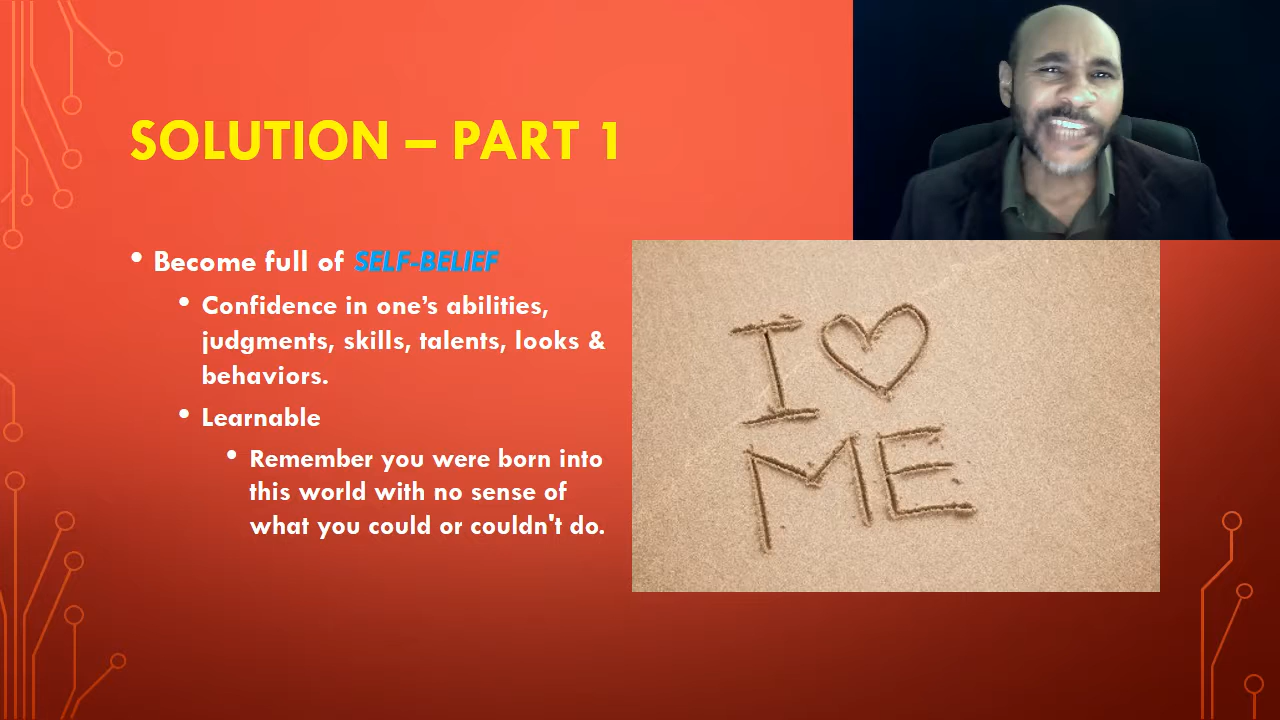 SOLUTION – PART 1
• Become full of SELF-BELIEF
• Confidence in one’s abilities,
judgments, skills, talents, looks &
behaviors.
• Learnable
• Remember you were born into
this world with no sense of
what you could or couldn't do.
I ♥
ME